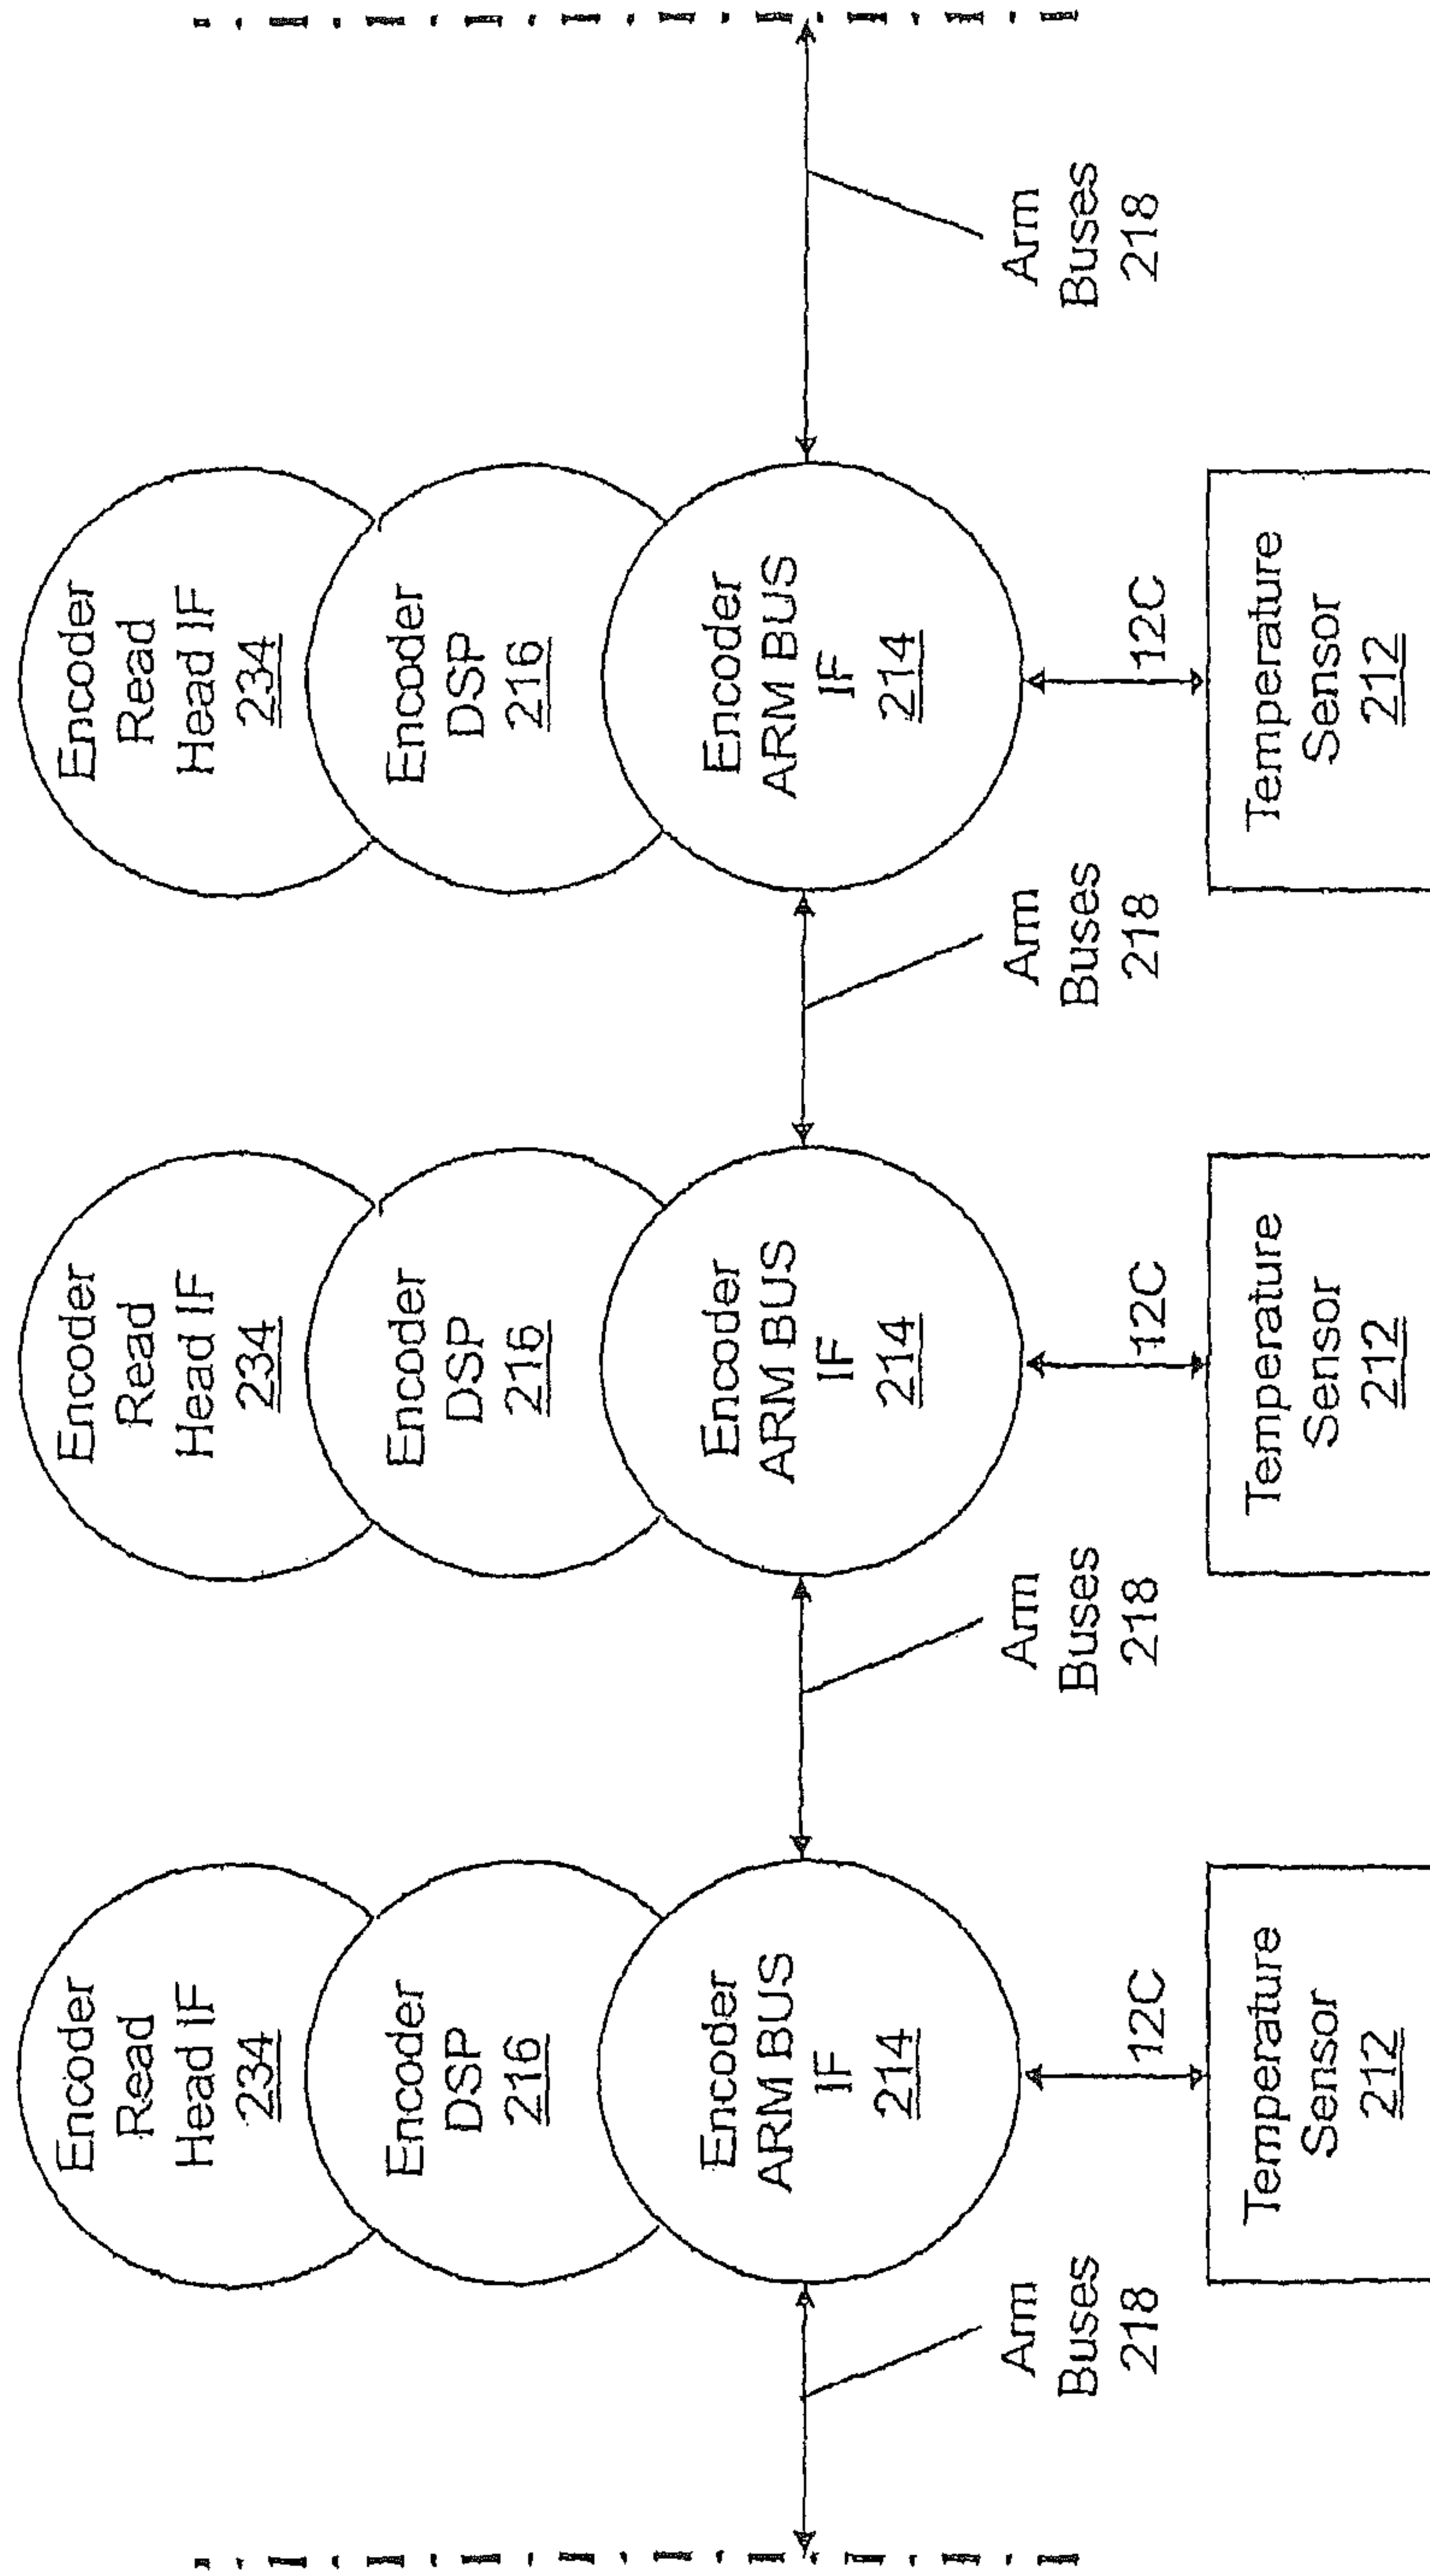 Encoder
Read
Head IF
234
Encoder
DSP
216
Encoder
ARM BUS
IF
214
Arm
Buses
218
12C
Temperature
Sensor
212
Encoder
Read
Head IF
234
Encoder
DSP
216
Encoder
ARM BUS
IF
214
Arm
Buses
218
12C
Temperature
Sensor
212
Encoder
Read
Head IF
234
Encoder
DSP
216
Encoder
ARM BUS
IF
214
Arm
Buses
218
12C
Temperature
Sensor
212
Arm
Buses
218